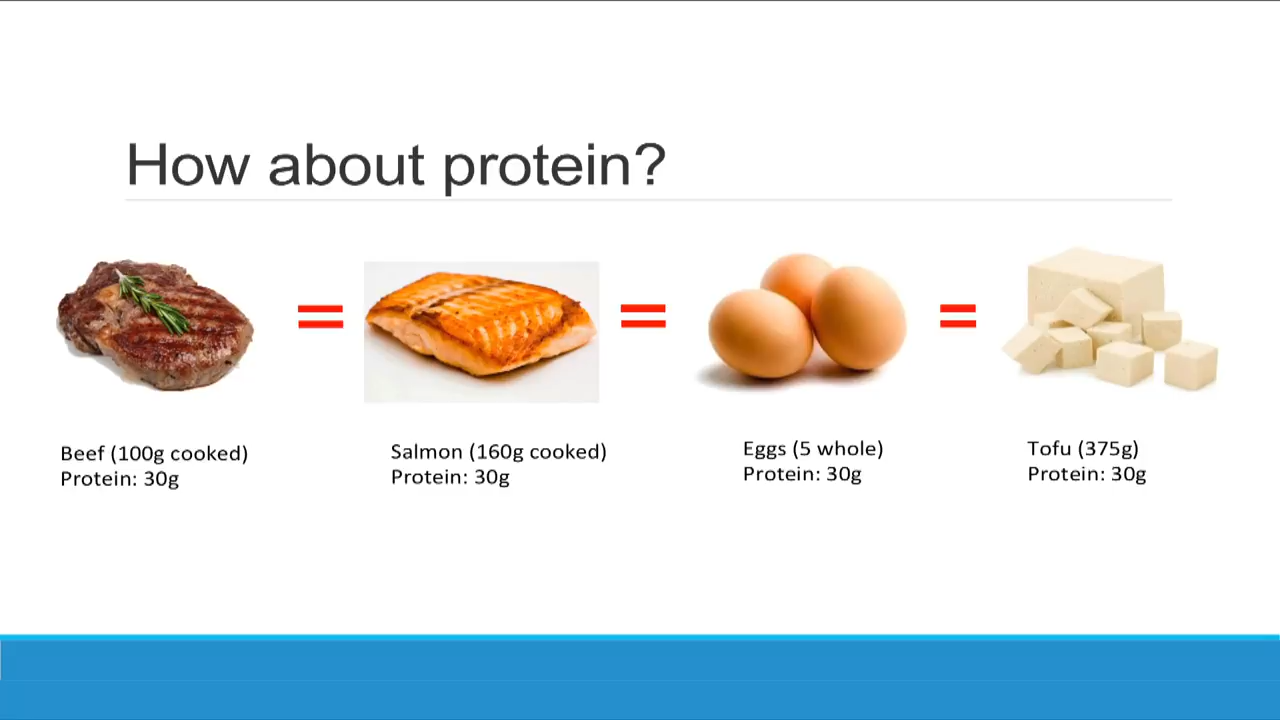 How about protein?
Beef (100g cooked)
Protein: 30g
Salmon (160g cooked)
Protein: 30g
Eggs (5 whole)
Protein: 30g
Tofu (375g)
Protein: 30g